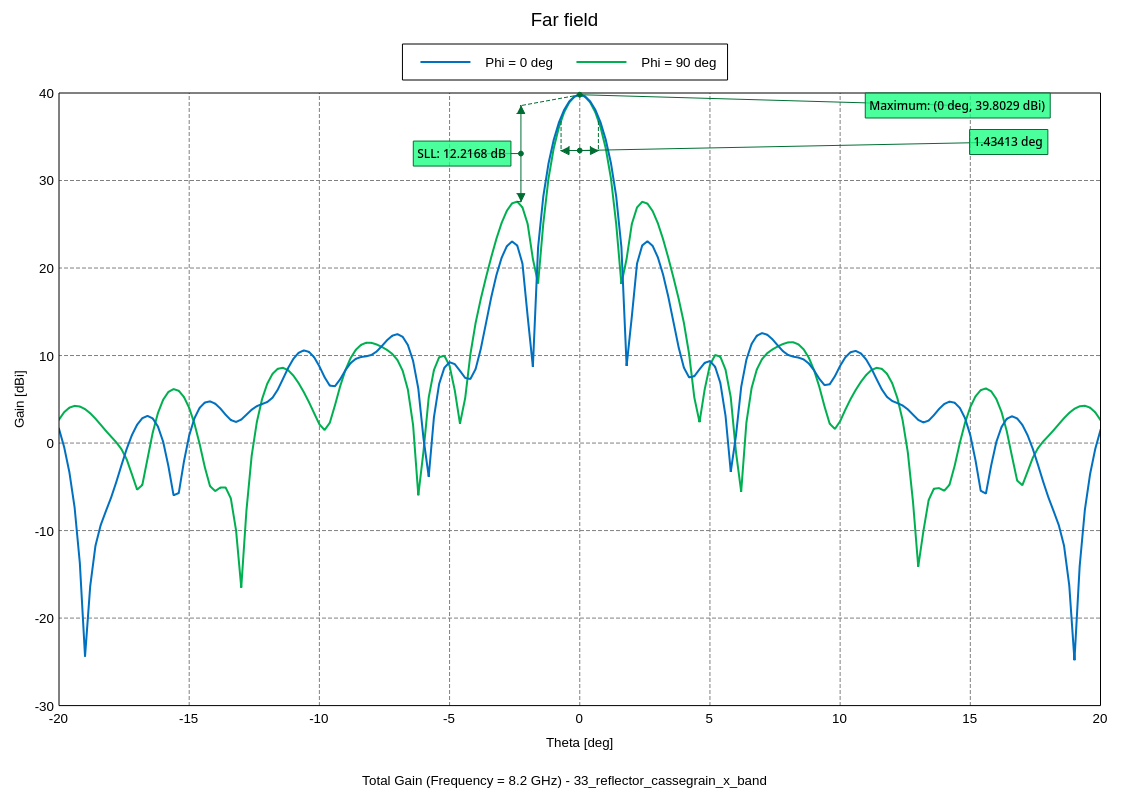 Far field
Phi = 0 deg Phi = 90 deg
Maximum: (0 deg, 39.8029 dBi)
1.43413 deg
SLL: 12.2168 dB
Gain [dBi]
40
30
20
10
0
-10
-20
-30
-20 -15 -10 -5 0 5 10 15 20
Theta [deg]
Total Gain (Frequency = 8.2 GHz) - 33_reflector_cassegrain_x_band